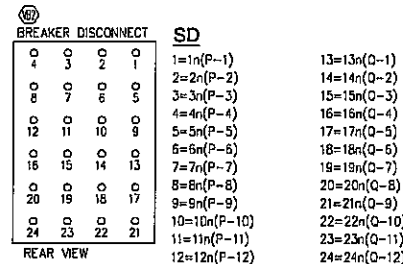 BREAKER DISCONNECT
4 3 2 1
8 7 6 5
12 11 10 9
16 15 14 13
20 19 18 17
24 23 22 21
REAR VIEW
SD
1=1n(P-1)
2=2n(P-2)
3=3n(P-3)
4=4n(P-4)
5=5n(P-5)
6=6n(P-6)
7=7n(P-7)
8=8n(P-8)
9=9n(P-9)
10=10n(P-10)
11=11n(P-11)
12=12n(P-12)
13=13n(Q-1)
14=14n(Q-2)
15=15n(Q-3)
16=16n(Q-4)
17=17n(Q-5)
18=18n(Q-6)
19=19n(Q-7)
20=20n(Q-8)
21=21n(Q-9)
22=22n(Q-10)
23=23n(Q-11)
24=24n(Q-12)